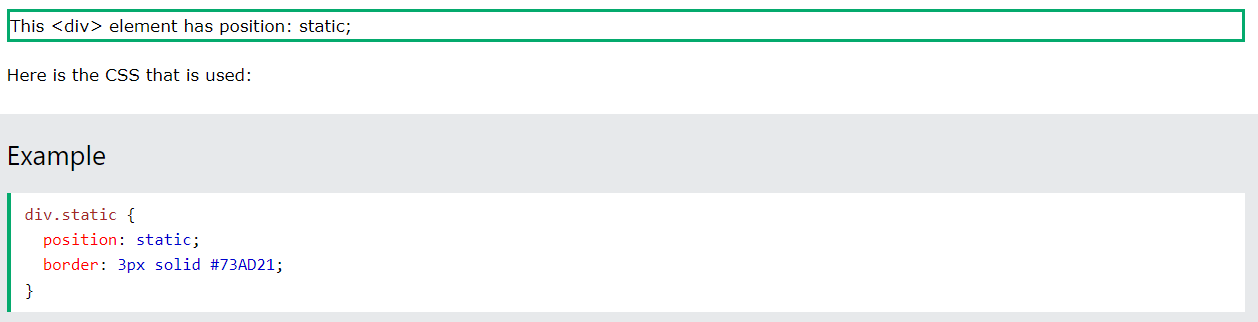 This <div> element has position: static;
Here is the CSS that is used:
Example
div.static {
  position: static;
  border: 3px solid #73AD21;
}